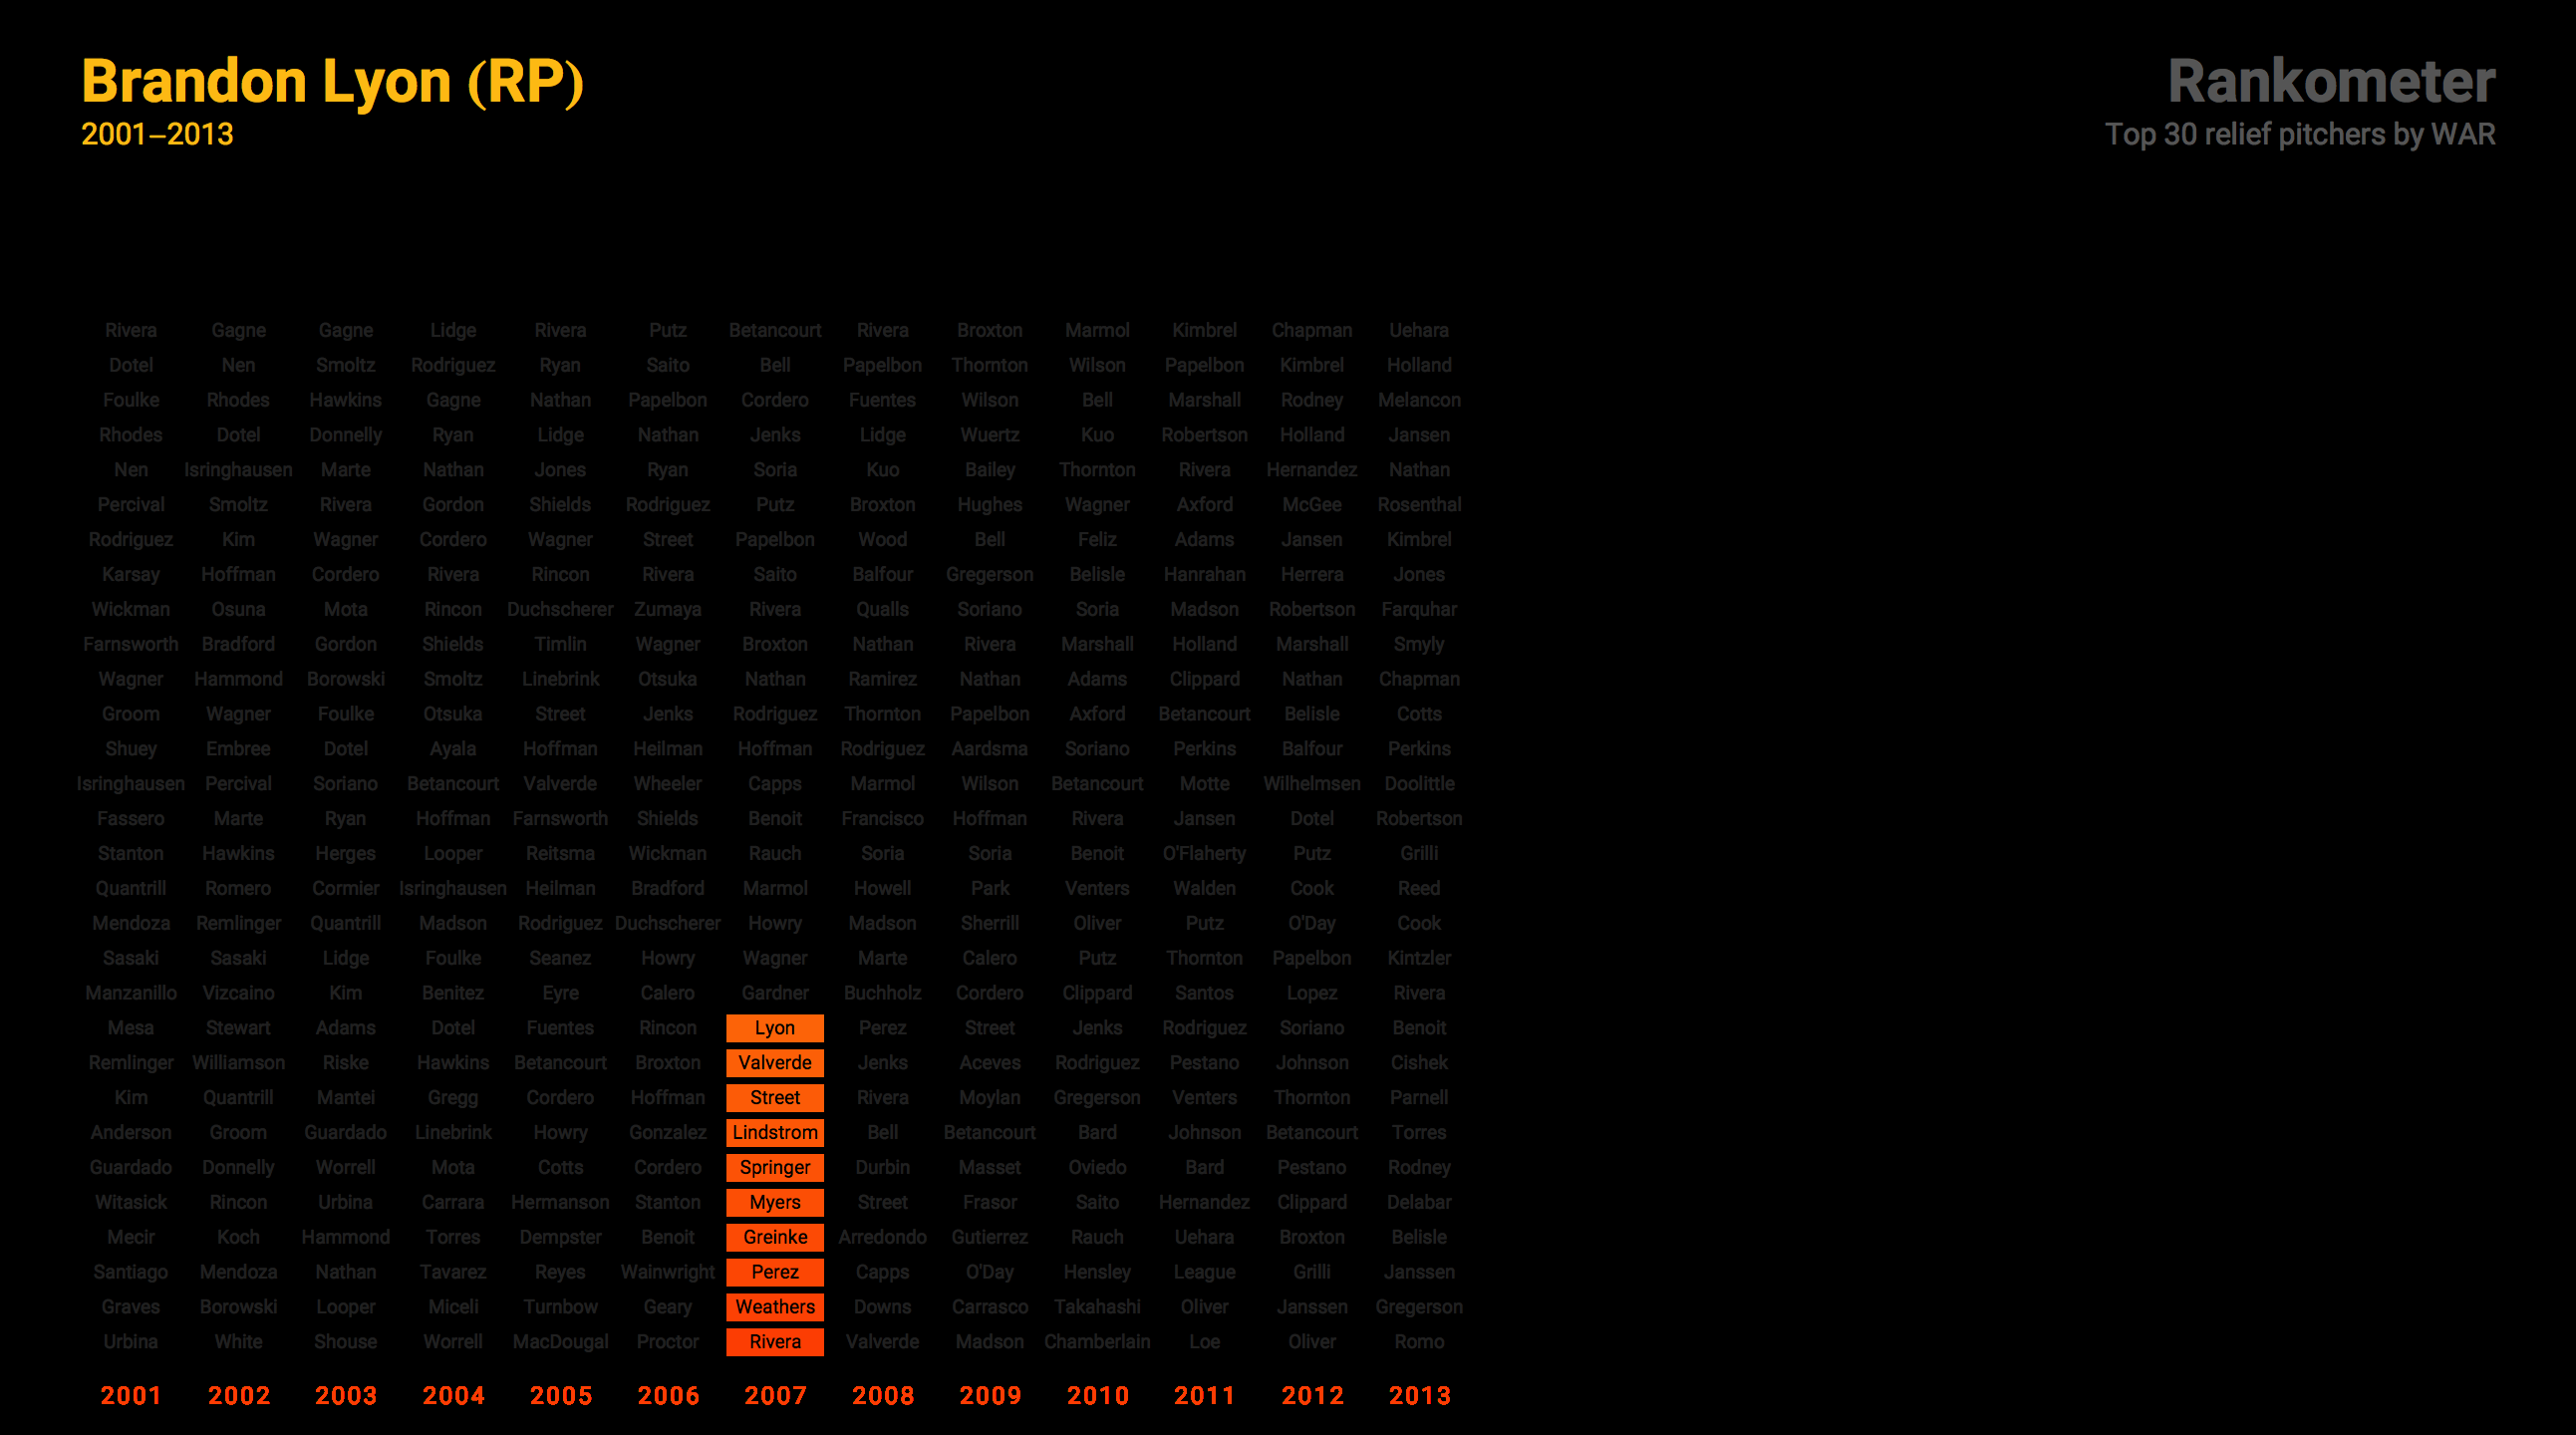 Brandon Lyon (RP)
2001–2013
Rankometer
Top 30 relief pitchers by WAR
Rivera Gagne Gagne Lidge Rivera Putz Betancourt Rivera Broxton Marmol Kimbrel Chapman Uehara
Dotel Nen Smoltz Rodriguez Ryan Saito Bell Papelbon Thornton Wilson Papelbon Kimbrel Holland
Foulke Rhodes Hawkins Gagne Nathan Papelbon Cordero Fuentes Wilson Bell Marshall Rodney Melancon
Rhodes Dotel Donnelly Ryan Lidge Nathan Jenks Lidge Wuertz Kuo Robertson Holland Jansen
Nen Isringhausen Marte Nathan Jones Ryan Soria Kuo Bailey Thornton Rivera Hernandez Nathan
Percival Smoltz Rivera Gordon Shields Rodriguez Putz Broxton Hughes Wagner Axford McGee Rosenthal
Rodriguez Kim Wagner Cordero Wagner Street Papelbon Wood Bell Feliz Adams Jansen Kimbrel
Karsay Hoffman Cordero Rivera Rincon Rivera Saito Balfour Gregerson Belisle Hanrahan Herrera Jones
Wickman Osuna Mota Rincon Duchscherer Zumaya Rivera Qualls Soriano Soria Madson Robertson Farquhar
Farnsworth Bradford Gordon Shields Timlin Wagner Broxton Nathan Rivera Marshall Holland Marshall Smyly
Wagner Hammond Borowski Smoltz Linebrink Otsuka Nathan Ramirez Nathan Adams Clippard Nathan Chapman
Groom Wagner Foulke Otsuka Street Jenks Rodriguez Thornton Papelbon Axford Betancourt Belisle Cotts
Shuey Embree Dotel Ayala Hoffman Heilman Hoffman Rodriguez Aardsma Soriano Perkins Balfour Perkins
Isringhausen Percival Soriano Betancourt Valverde Wheeler Capps Marmol Wilson Betancourt Motte Wilhelmsen Doolittle
Fassero Marte Ryan Hoffman Farnsworth Shields Benoit Francisco Hoffman Rivera Jansen Dotel Robertson
Stanton Hawkins Herges Looper Reitsma Wickman Rauch Soria Soria Benoit O'Flaherty Putz Grilli
Quantrill Romero Cormier Isringhausen Heilman Bradford Marmol Howell Park Venters Walden Cook Reed
Mendoza Remlinger Quantrill Madson Rodriguez Duchscherer Howry Madson Sherrill Oliver Putz O'Day Cook
Sasaki Sasaki Lidge Foulke Seanez Howry Wagner Marte Calero Putz Thornton Papelbon Kintzler
Manzanillo Vizcaino Kim Benitez Eyre Calero Gardner Buchholz Cordero Clippard Santos Lopez Rivera
Mesa Stewart Adams Dotel Fuentes Rincon Lyon Perez Street Jenks Rodriguez Soriano Benoit
Remlinger Williamson Riske Hawkins Betancourt Broxton Valverde Jenks Aceves Rodriguez Pestano Johnson Cishek
Kim Quantrill Mantei Gregg Cordero Hoffman Street Rivera Moylan Gregerson Venters Thornton Parnell
Anderson Groom Guardado Linebrink Howry Gonzalez Lindstrom Bell Betancourt Bard Johnson Betancourt Torres
Guardado Donnelly Worrell Mota Cotts Cordero Springer Durbin Masset Oviedo Bard Pestano Rodney
Witasick Rincon Urbina Carrara Hermanson Stanton Myers Street Frasor Saito Hernandez Clippard Delabar
Mecir Koch Hammond Torres Dempster Benoit Greinke Arredondo Gutierrez Rauch Uehara Broxton Belisle
Santiago Mendoza Nathan Tavarez Reyes Wainwright Perez Capps O'Day Hensley League Grilli Janssen
Graves Borowski Looper Miceli Turnbow Geary Weathers Downs Carrasco Takahashi Oliver Janssen Gregerson
Urbina White Shouse Worrell MacDougal Proctor Rivera Valverde Madson Chamberlain Loe Oliver Romo
2001 2002 2003 2004 2005 2006 2007 2008 2009 2010 2011 2012 2013